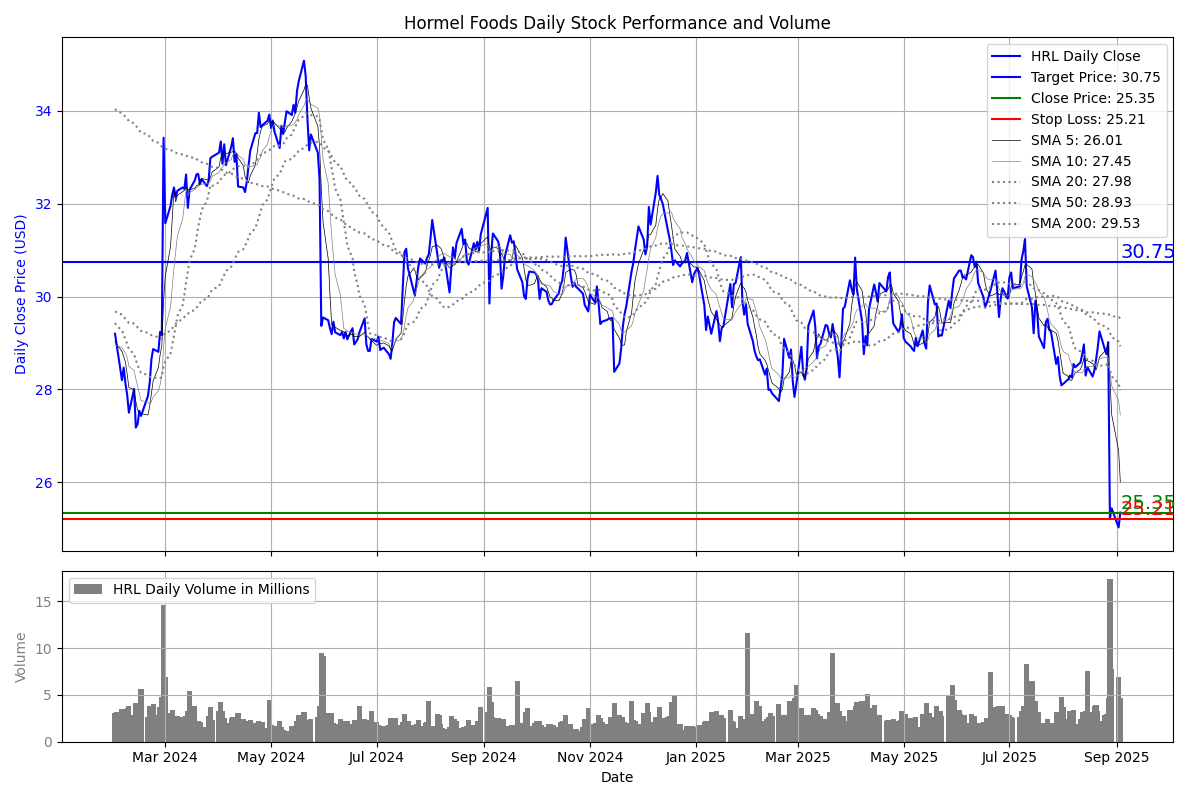 Hormel Foods Daily Stock Performance and Volume
Daily Close Price (USD)
34
32
30
28
26
HRL Daily Close
Target Price: 30.75
Close Price: 25.35
Stop Loss: 25.21
SMA 5: 26.01
SMA 10: 27.45
SMA 20: 27.98
SMA 50: 28.93
SMA 200: 29.53
30.75
25.35
25.21
Volume
15
10
5
0
HRL Daily Volume in Millions
Mar 2024
May 2024
Jul 2024
Sep 2024
Nov 2024
Jan 2025
Mar 2025
May 2025
Jul 2025
Sep 2025
Date